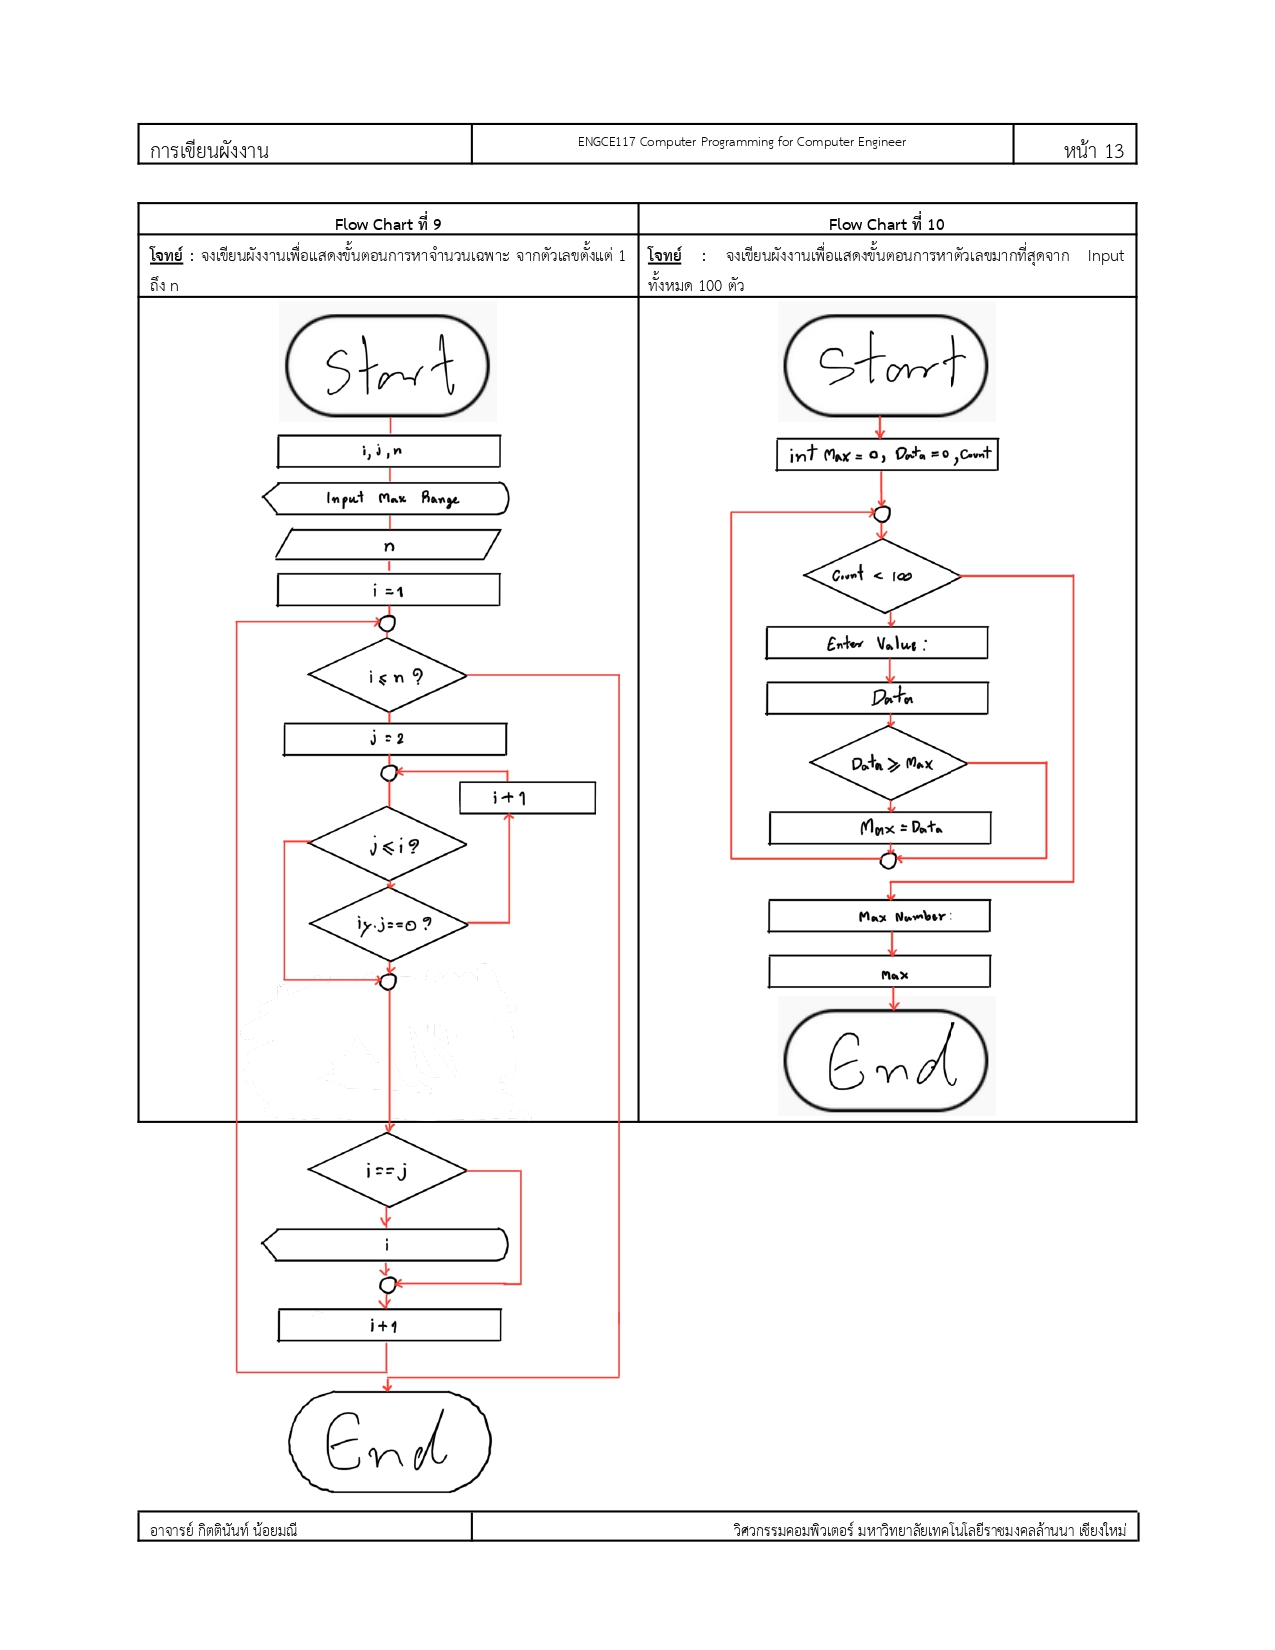 การเขียนผังงาน
ENGCE117 Computer Programming for Computer Engineer
หน้า 13
Flow Chart ที่ 9
โจทย์ : จงเขียนผังงานเพื่อแสดงขั้นตอนการหาจำนวนเฉพาะ จากตัวเลขตั้งแต่ 1
ถึง n
Start
i, j, n
Input Max Range
n
i = 1
i ≤ n ?
j = 2
i + 1
j ≤ i ?
i%j==0 ?
i==j
i
i+1
End
Flow Chart ที่ 10
โจทย์ : จงเขียนผังงานเพื่อแสดงขั้นตอนการหาตัวเลขมากที่สุดจาก Input
ทั้งหมด 100 ตัว
Start
int Max = 0, Data = 0, Count
Count < 100
Enter Value :
Data
Data ≥ Max
Max = Data
Max Number:
Max
End
อาจารย์ กิตตินันท์ น้อยมณี
วิศวกรรมคอมพิวเตอร์ มหาวิทยาลัยเทคโนโลยีราชมงคลล้านนา เชียงใหม่